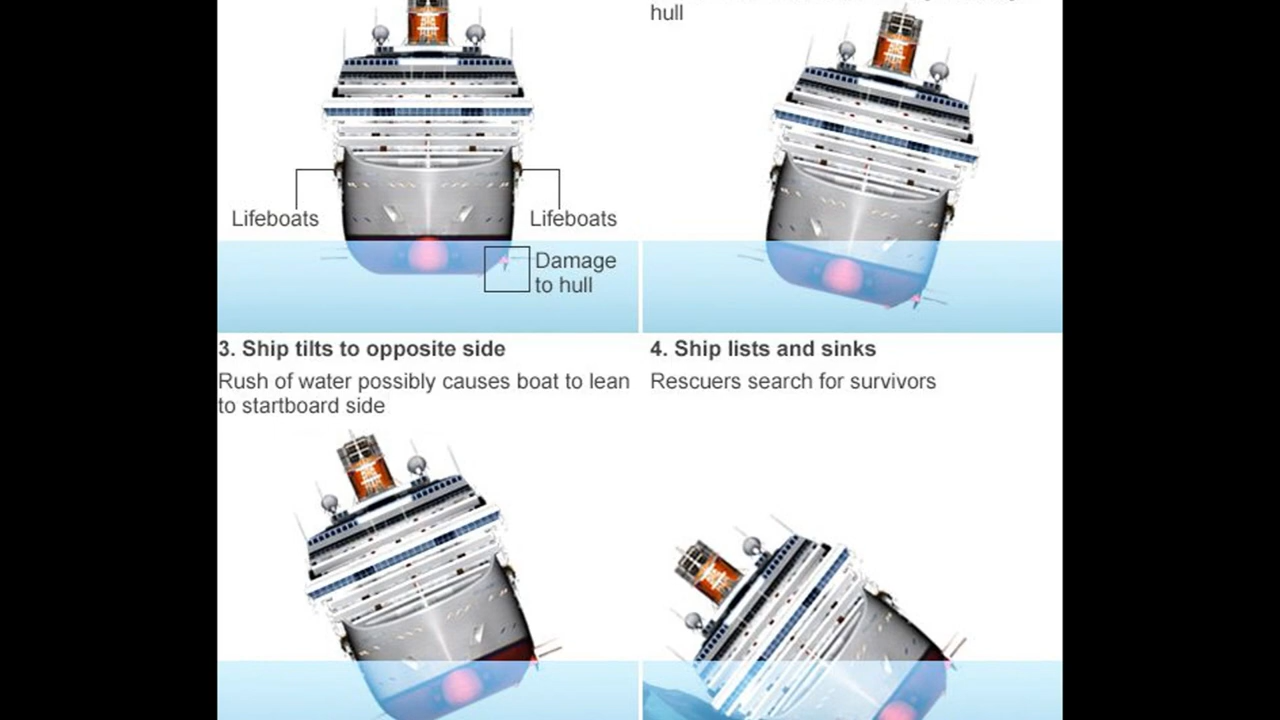 hull
Lifeboats
Lifeboats
Damage
to hull
3. Ship tilts to opposite side
Rush of water possibly causes boat to lean
to startboard side
4. Ship lists and sinks
Rescuers search for survivors